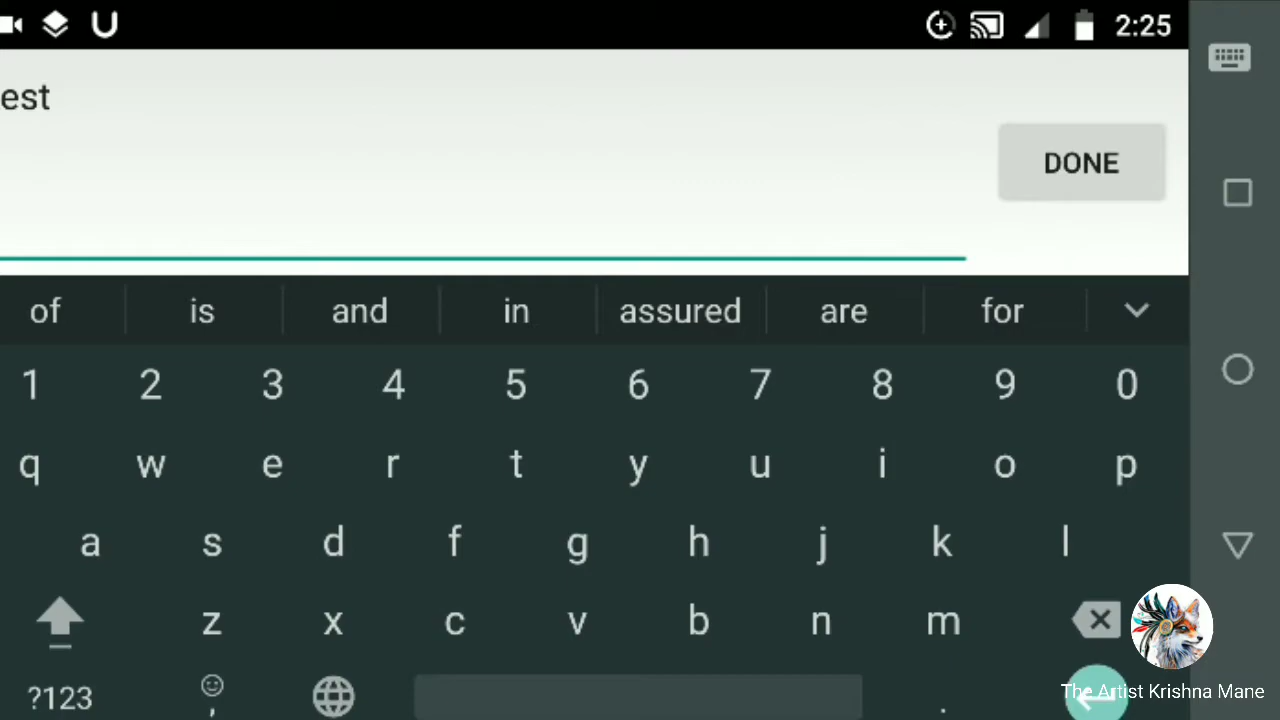 2:25
est
DONE
of is and in assured are for
1 2 3 4 5 6 7 8 9 0
q w e r t y u i o p
a s d f g h j k l
z x c v b n m
?123 , .
The Artist Krishna Mane